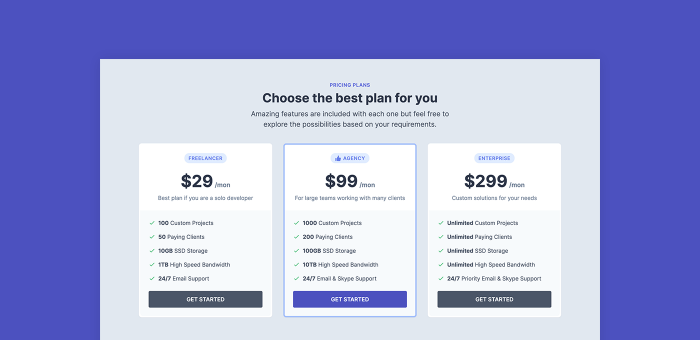 PRICING PLANS
Choose the best plan for you
Amazing features are included with each one but feel free to
explore the possibilities based on your requirements.
FREELANCER
$29 /mon
Best plan if you are a solo developer
100 Custom Projects
50 Paying Clients
10GB SSD Storage
1TB High Speed Bandwidth
24/7 Email Support
GET STARTED
AGENCY
$99 /mon
For large teams working with many clients
1000 Custom Projects
200 Paying Clients
100GB SSD Storage
10TB High Speed Bandwidth
24/7 Email & Skype Support
GET STARTED
ENTERPRISE
$299 /mon
Custom solutions for your needs
Unlimited Custom Projects
Unlimited Paying Clients
Unlimited SSD Storage
Unlimited High Speed Bandwidth
24/7 Priority Email & Skype Support
GET STARTED